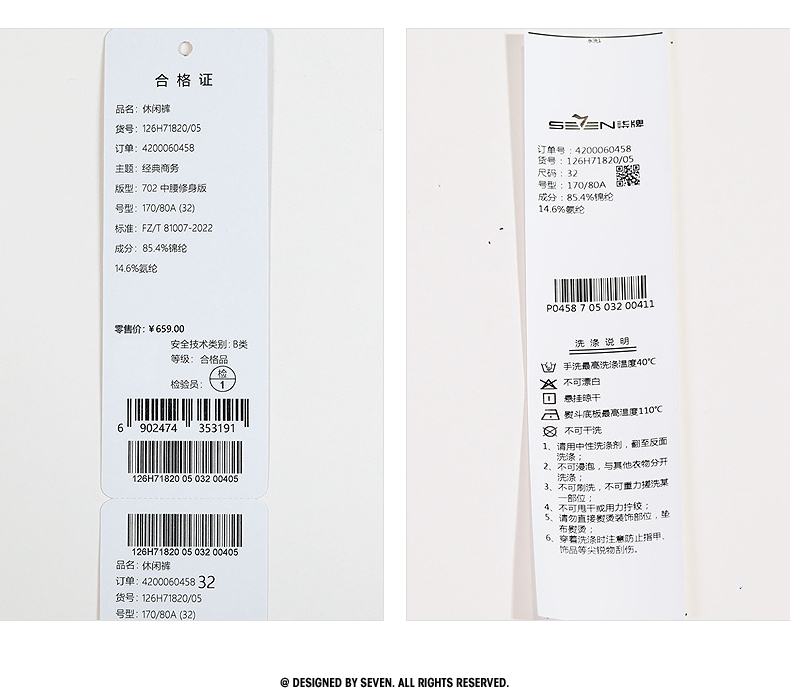 合格证
品名: 休闲裤
货号: 126H71820/05
订单: 4200060458
主题: 经典商务
版型: 702 中腰修身版
号型: 170/80A (32)
标准: FZ/T 81007-2022
成分: 85.4%锦纶
14.6%氨纶
零售价: ¥659.00
安全技术类别: B类
等级: 合格品
检验员: 检 1
6 902474 353191
126H71820 05 032 00405
126H71820 05 032 00405
品名: 休闲裤
订单: 4200060458 32
货号: 126H71820/05
号型: 170/80A (32)
水洗1
SEVEN 柒牌
订单号: 4200060458
货号: 126H71820/05
尺码: 32
号型: 170/80A
成分: 85.4%锦纶
14.6%氨纶
P0458 7 05 032 00411
洗涤说明
手洗最高洗涤温度40℃
不可漂白
悬挂晾干
熨斗底板最高温度110℃
不可干洗
1、请用中性洗涤剂，翻至反面
洗涤；
2、不可浸泡，与其他衣物分开
洗涤；
3、不可刷洗，不可重力搓洗某
一部位；
4、不可甩干或用力拧绞；
5、请勿直接熨烫装饰部位，垫
布熨烫；
6、穿着洗涤时注意防止指甲、
饰品等尖锐物刮伤。
@ DESIGNED BY SEVEN. ALL RIGHTS RESERVED.